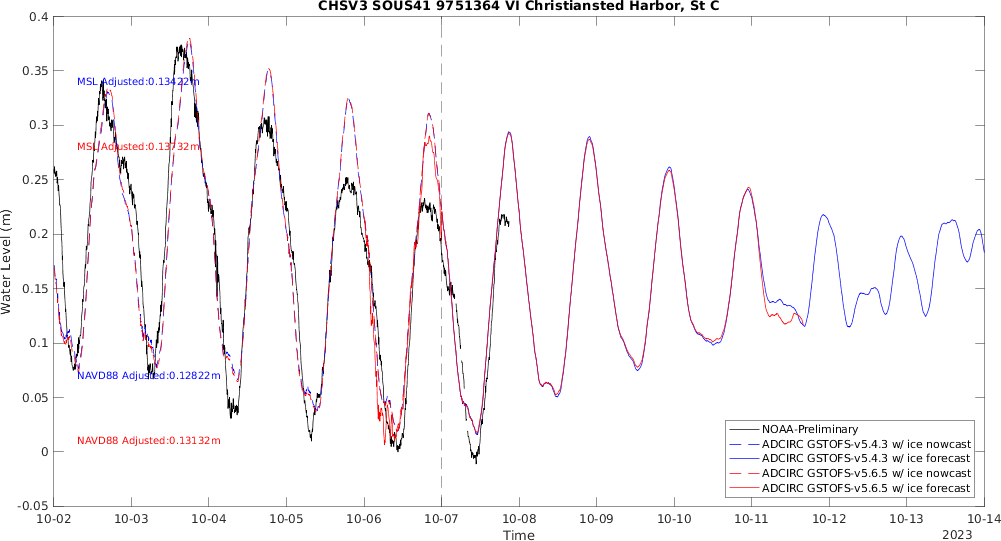 CHSV3 SOUS41 9751364 VI Christiansted Harbor, St C
0.4
0.35
0.3
0.25
0.2
0.15
0.1
0.05
0
-0.05
Water Level (m)
MSL Adjusted:0.13422m
MSL Adjusted:0.13732m
NAVD88 Adjusted:0.12822m
NAVD88 Adjusted:0.13132m
NOAA-Preliminary
ADCIRC GSTOFS-v5.4.3 w/ ice nowcast
ADCIRC GSTOFS-v5.4.3 w/ ice forecast
ADCIRC GSTOFS-v5.6.5 w/ ice nowcast
ADCIRC GSTOFS-v5.6.5 w/ ice forecast
10-02 10-03 10-04 10-05 10-06 10-07 10-08 10-09 10-10 10-11 10-12 10-13 10-14
Time
2023